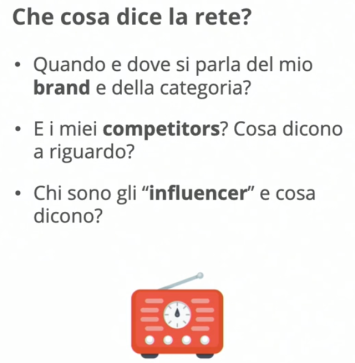 Che cosa dice la rete?
• Quando e dove si parla del mio
brand e della categoria?
• E i miei competitors? Cosa dicono
a riguardo?
• Chi sono gli “influencer” e cosa
dicono?